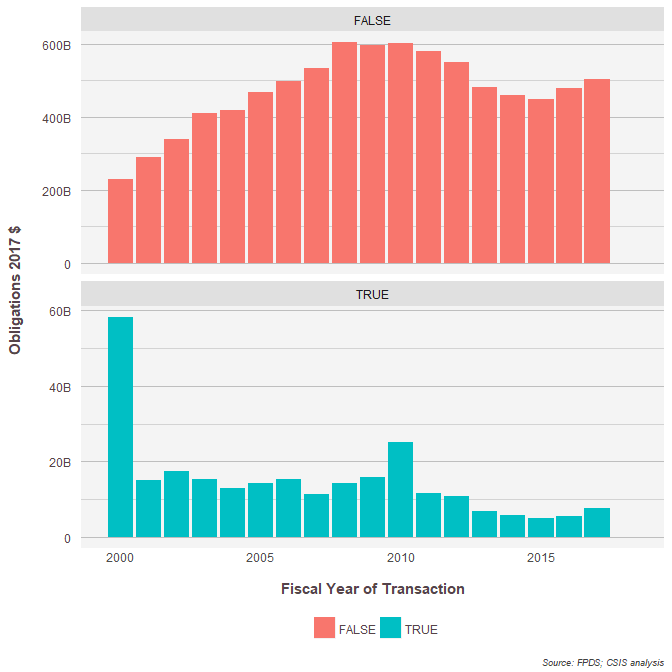 FALSE
600B
400B
200B
0
Obligations 2017 $
TRUE
60B
40B
20B
0
2000 2005 2010 2015
Fiscal Year of Transaction
FALSE TRUE
Source: FPDS; CSIS analysis